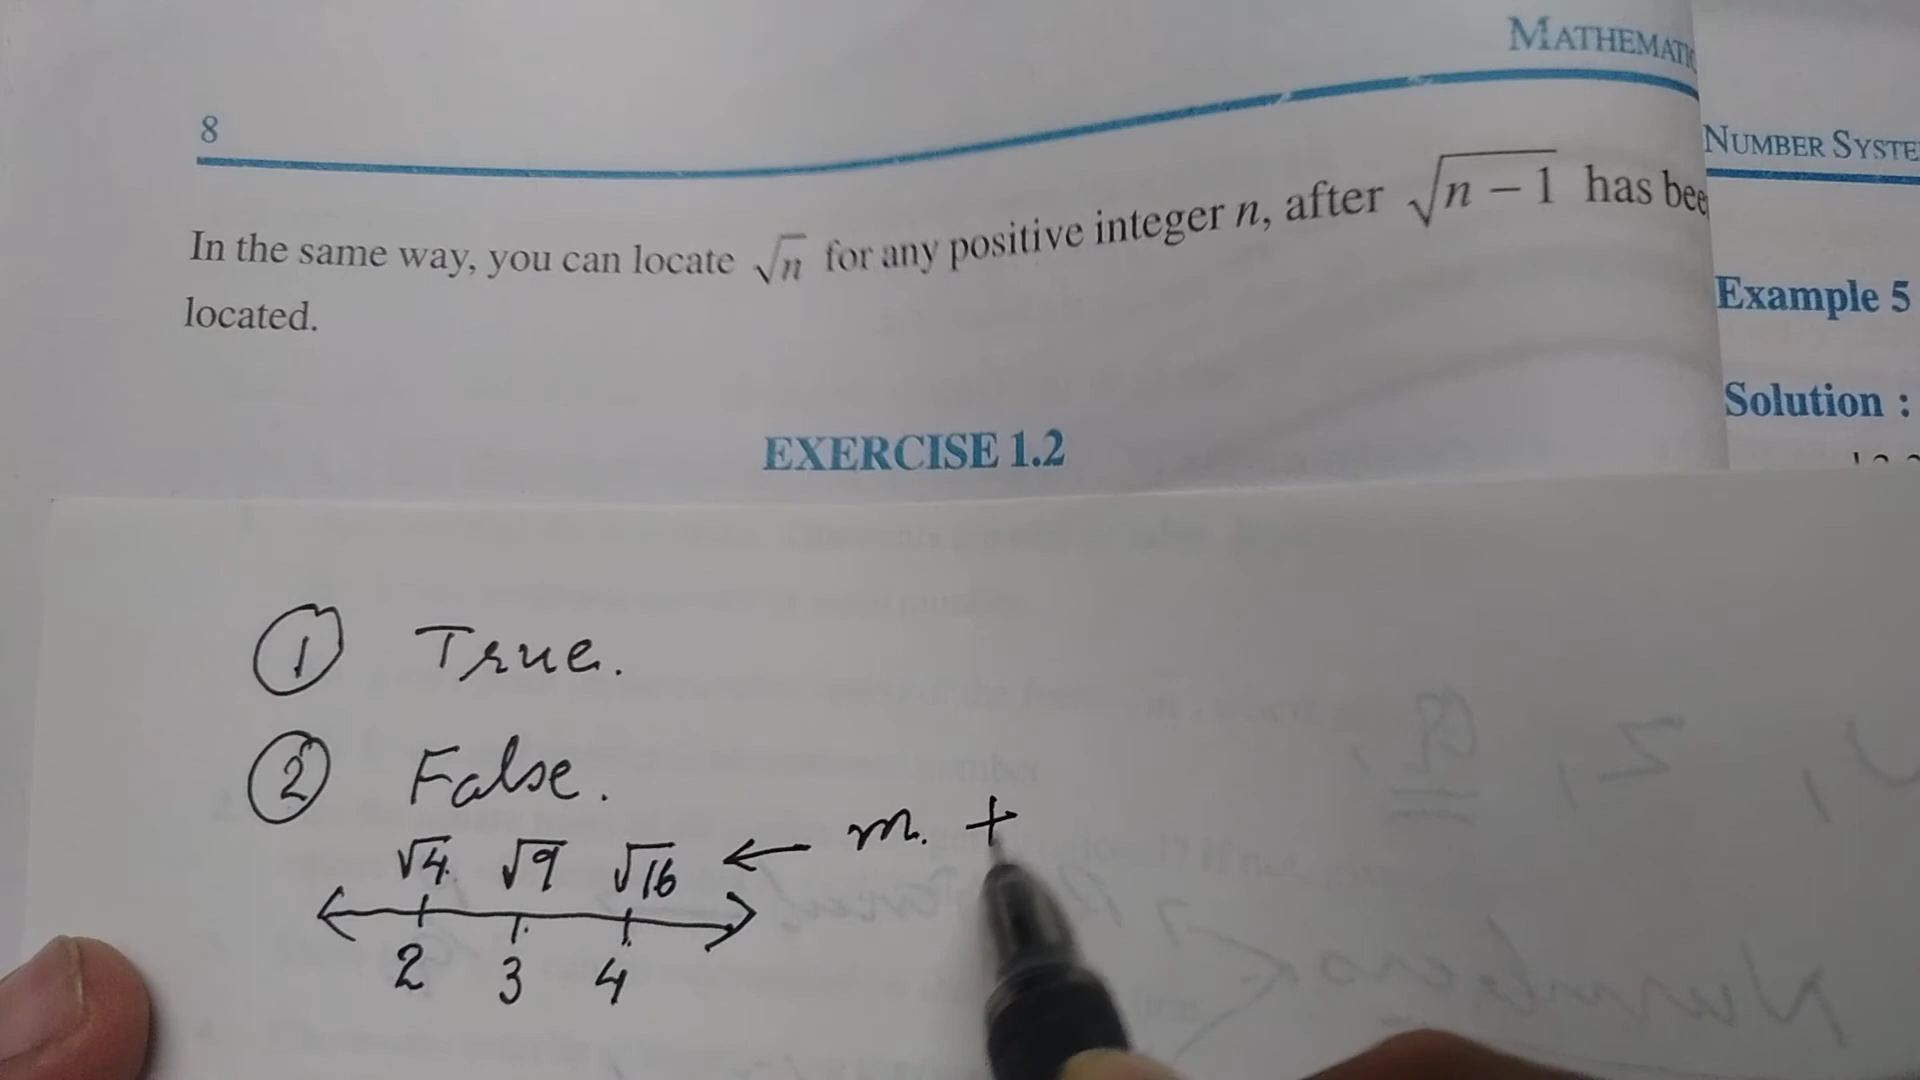 MATHEMATIC
8
NUMBER SYSTE
In the same way, you can locate √n for any positive integer n, after √n – 1 has bee
located.
Example 5
Solution :
EXERCISE 1.2
① True.
② False.
√4 √9 √16 ← m. +
2 3 4